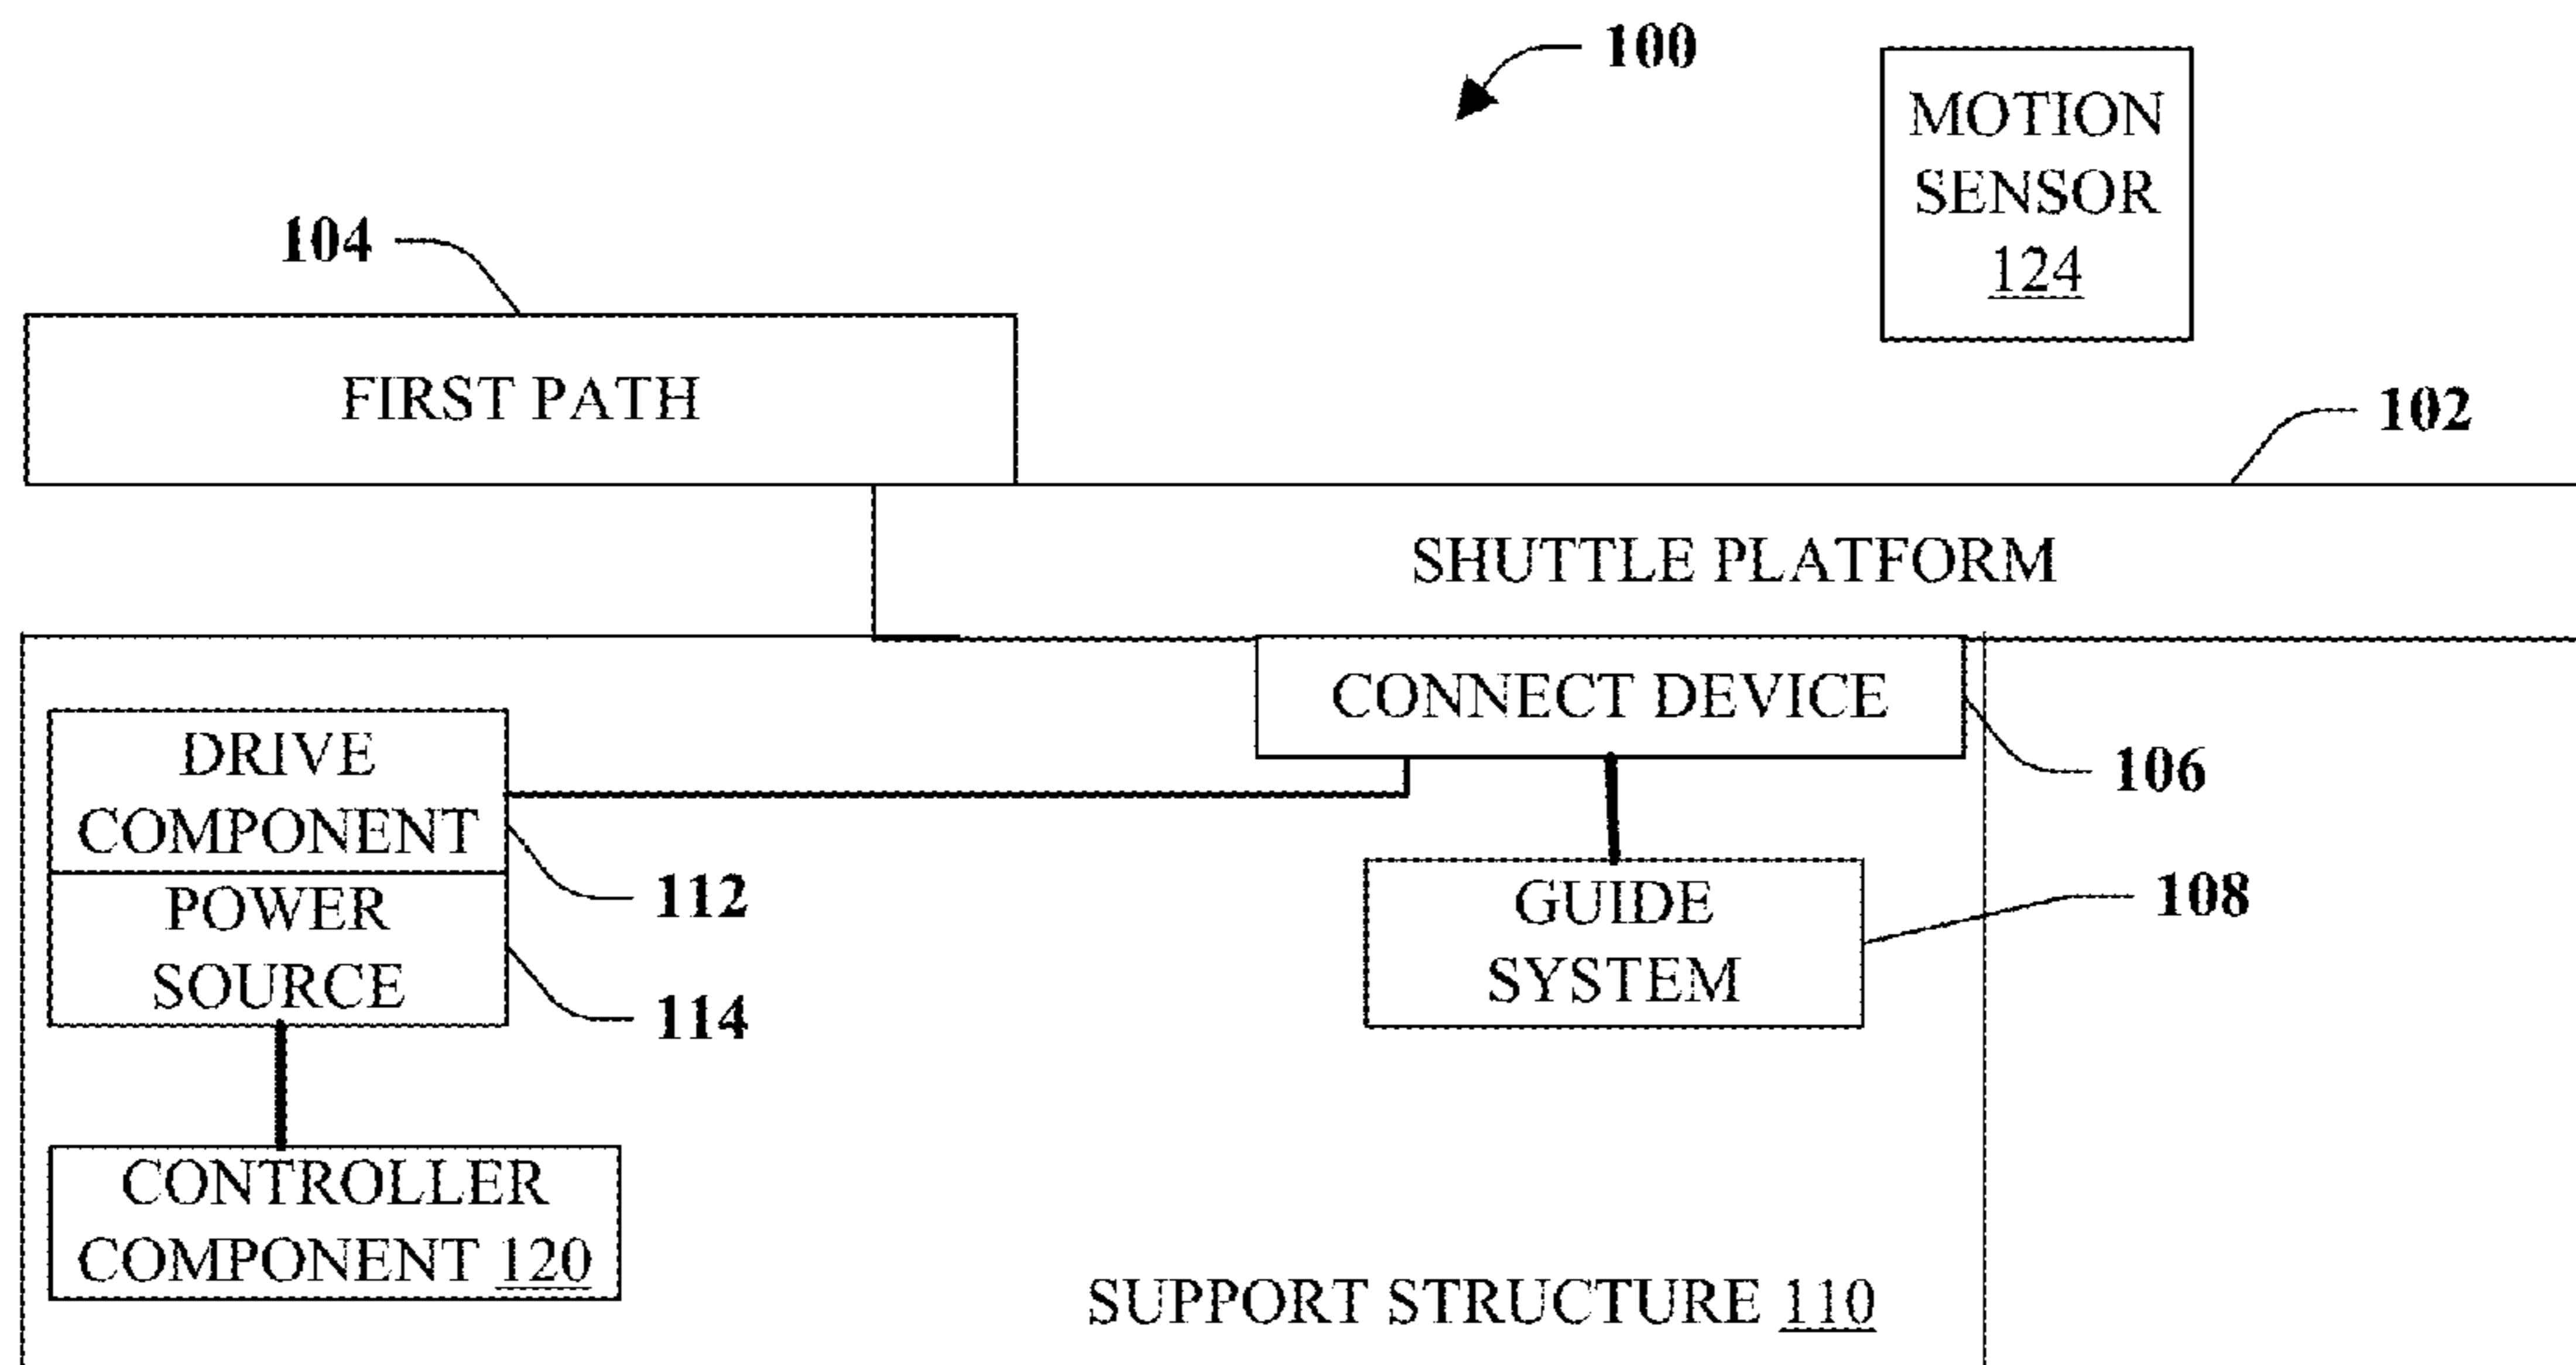 100
MOTION
SENSOR
124
104
FIRST PATH
102
SHUTTLE PLATFORM
CONNECT DEVICE
106
DRIVE
COMPONENT
112
POWER
SOURCE
114
GUIDE
SYSTEM
108
CONTROLLER
COMPONENT 120
SUPPORT STRUCTURE 110